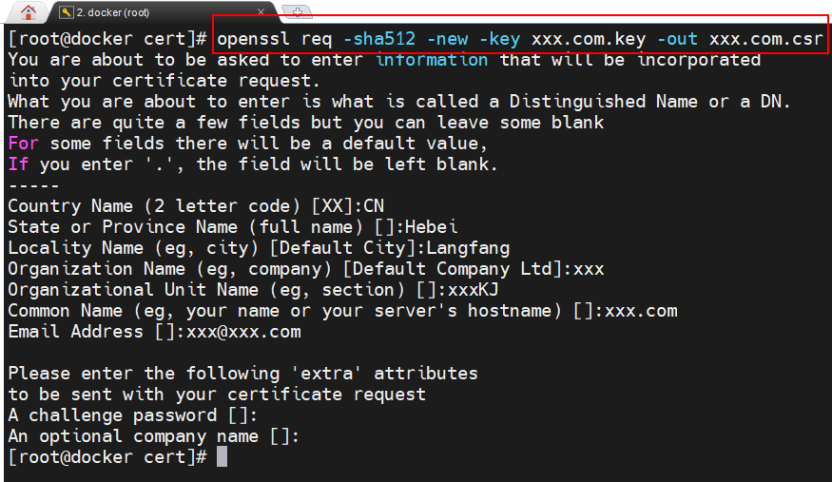 2. docker (root)
[root@docker cert]# openssl req -sha512 -new -key xxx.com.key -out xxx.com.csr
You are about to be asked to enter information that will be incorporated
into your certificate request.
What you are about to enter is what is called a Distinguished Name or a DN.
There are quite a few fields but you can leave some blank
For some fields there will be a default value,
If you enter '.', the field will be left blank.
-----
Country Name (2 letter code) [XX]:CN
State or Province Name (full name) []:Hebei
Locality Name (eg, city) [Default City]:Langfang
Organization Name (eg, company) [Default Company Ltd]:xxx
Organizational Unit Name (eg, section) []:xxxKJ
Common Name (eg, your name or your server's hostname) []:xxx.com
Email Address []:xxx@xxx.com
Please enter the following 'extra' attributes
to be sent with your certificate request
A challenge password []:
An optional company name []:
[root@docker cert]#